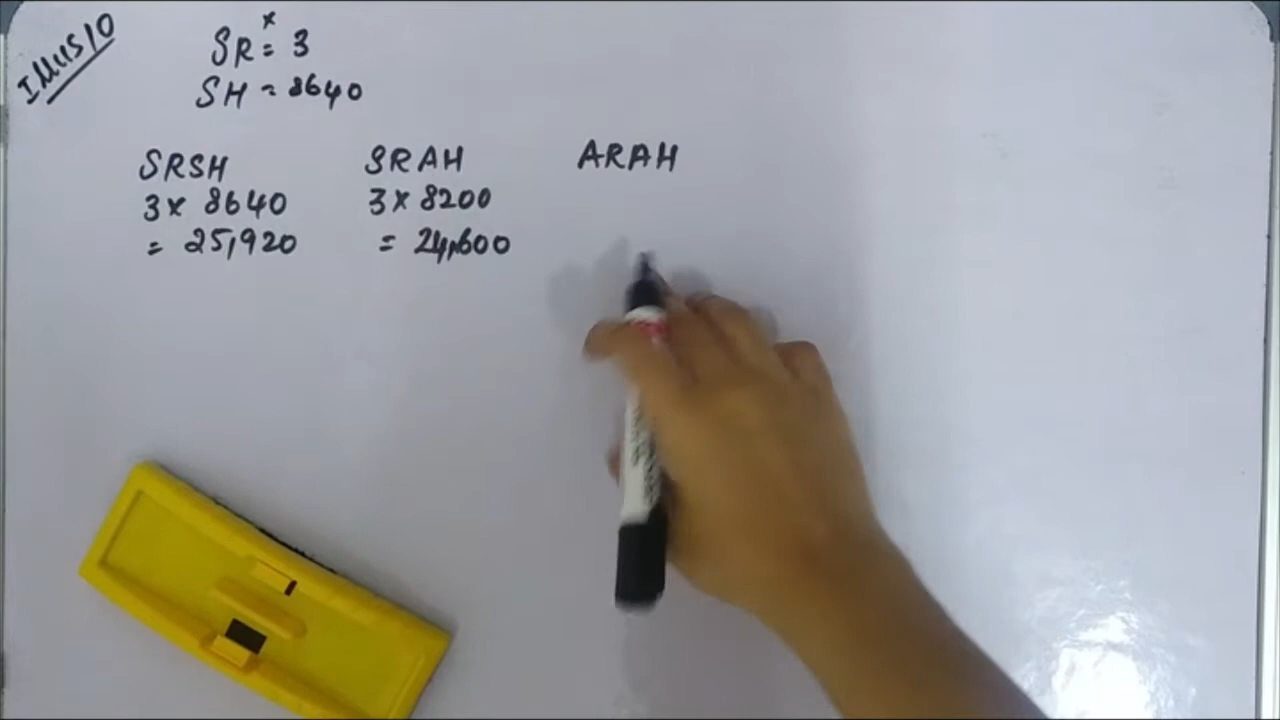 Illus 10
SR = 3
SH = 8640
SRSH SRAH ARAH
3 × 8640 3 × 8200
= 25,920 = 24,600